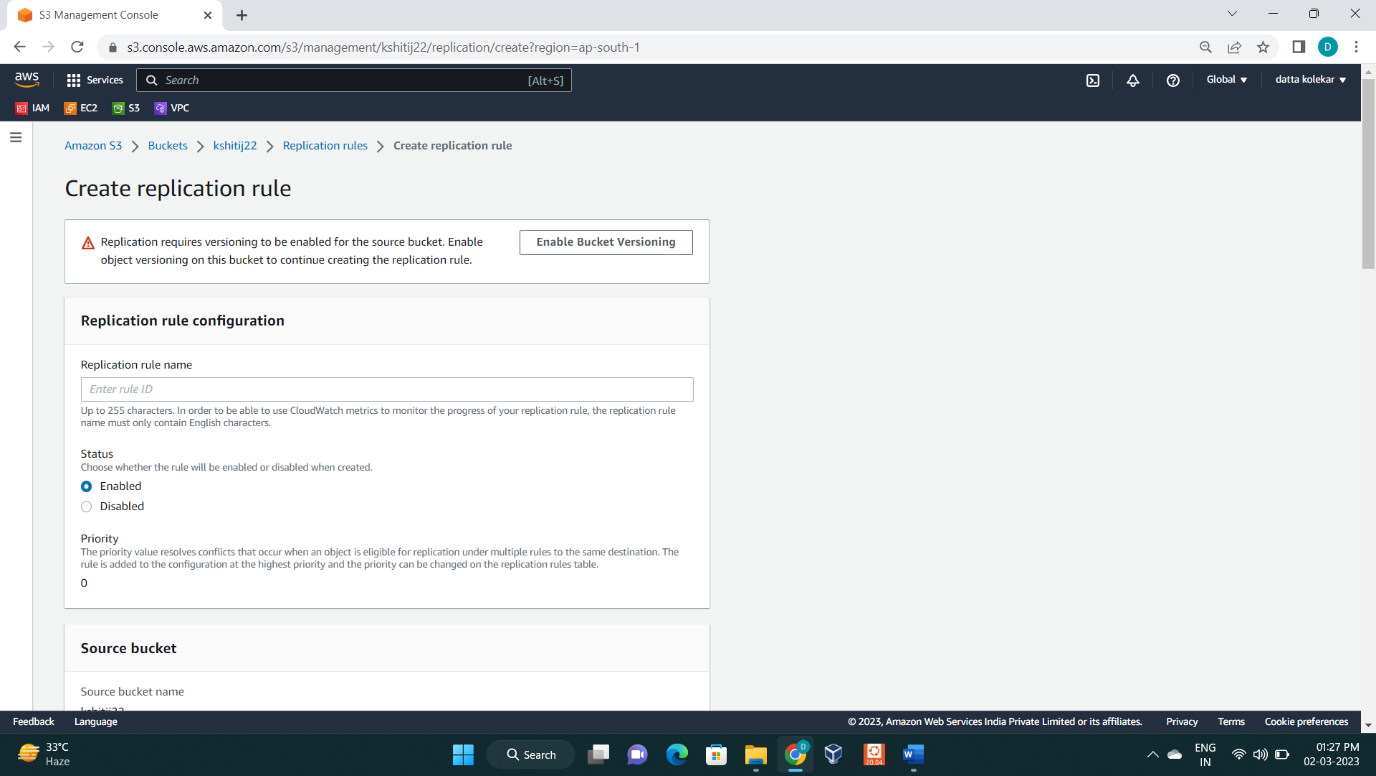 S3 Management Console
s3.console.aws.amazon.com/s3/management/kshitij22/replication/create?region=ap-south-1
D
aws
Services
Search
[Alt+S]
Global
datta kolekar
IAM
EC2
S3
VPC
Amazon S3 > Buckets > kshitij22 > Replication rules > Create replication rule
Create replication rule
Replication requires versioning to be enabled for the source bucket. Enable
object versioning on this bucket to continue creating the replication rule.
Enable Bucket Versioning
Replication rule configuration
Replication rule name
Enter rule ID
Up to 255 characters. In order to be able to use CloudWatch metrics to monitor the progress of your replication rule, the replication rule
name must only contain English characters.
Status
Choose whether the rule will be enabled or disabled when created.
Enabled
Disabled
Priority
The priority value resolves conflicts that occur when an object is eligible for replication under multiple rules to the same destination. The
rule is added to the configuration at the highest priority and the priority can be changed on the replication rules table.
0
Source bucket
Source bucket name
kshitij22
Feedback
Language
© 2023, Amazon Web Services India Private Limited or its affiliates.
Privacy
Terms
Cookie preferences
33°C
Haze
Search
D
20.04
W
ENG
IN
01:27 PM
02-03-2023